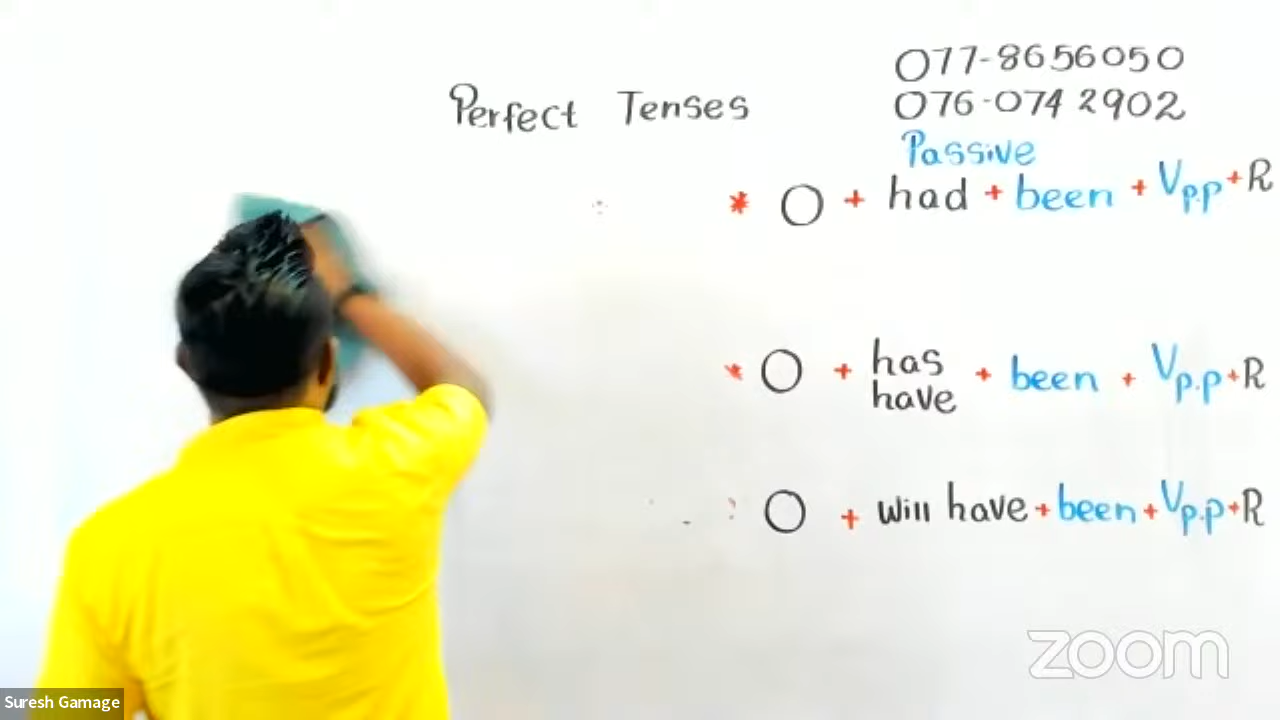 077-8656050
Perfect Tenses
076-074 2902
Passive
* O + had + been + Vp.p + R
* O + has + been + Vp.p + R
have
O + will have + been + Vp.p + R
zoom
Suresh Gamage